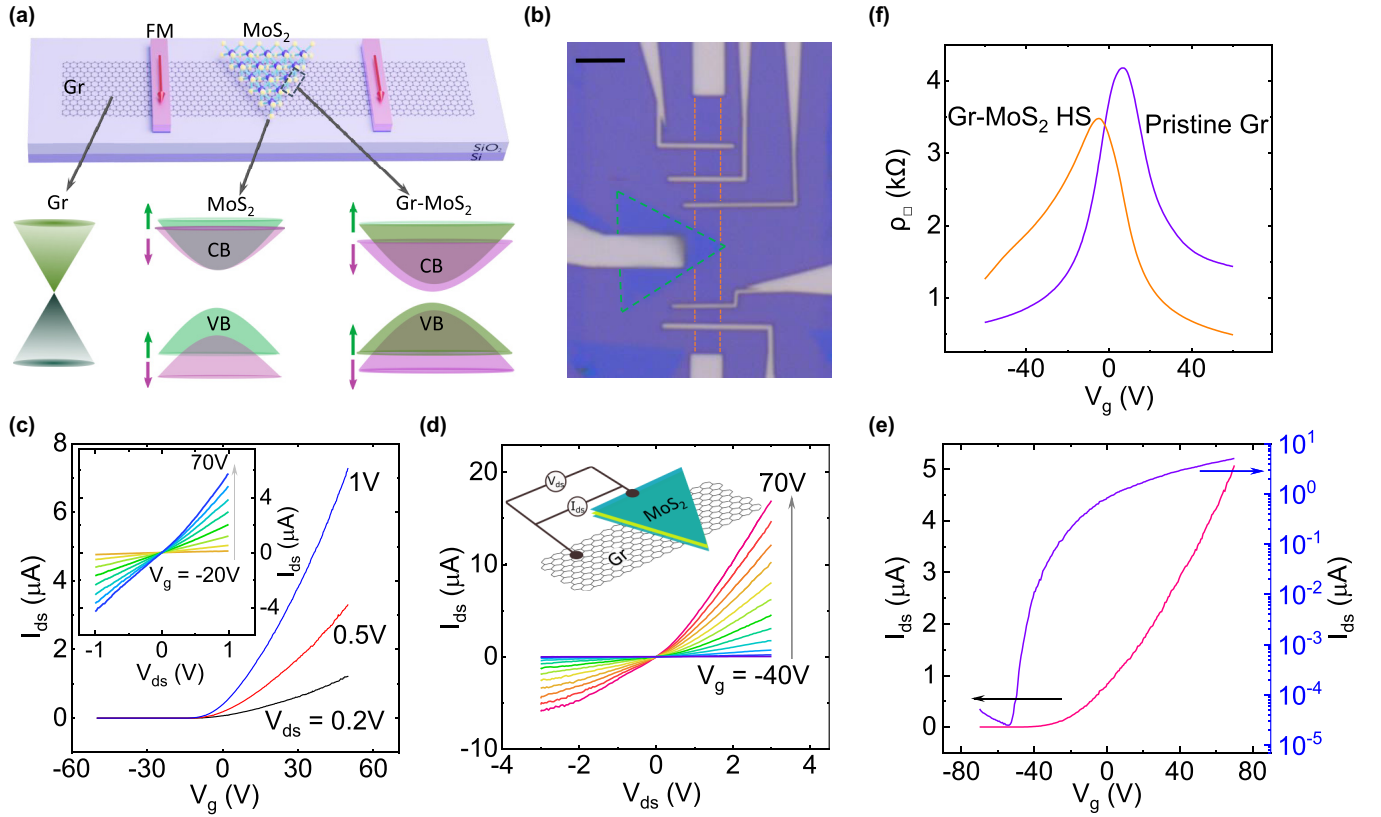 (a)
FM
MoS2
Gr
SiO2
Si
Gr
MoS2
Gr-MoS2
CB
CB
VB
VB
(b)
(f)
4
3
2
1
ρ□ (kΩ)
Gr-MoS2 HS
Pristine Gr
-40
0
40
Vg (V)
(c)
8
6
4
2
0
Ids (μA)
70V
4
0
-4
Ids (μA)
Vg = -20V
-1
0
1
Vds (V)
1V
0.5V
Vds = 0.2V
-60
-30
0
30
60
Vg (V)
(d)
20
10
0
-10
Ids (μA)
Vds
Ids
MoS2
Gr
70V
Vg = -40V
-4
-2
0
2
4
Vds (V)
(e)
5
4
3
2
1
0
Ids (μA)
10^1
10^0
10^-1
10^-2
10^-3
10^-4
10^-5
Ids (μA)
-80
-40
0
40
80
Vg (V)